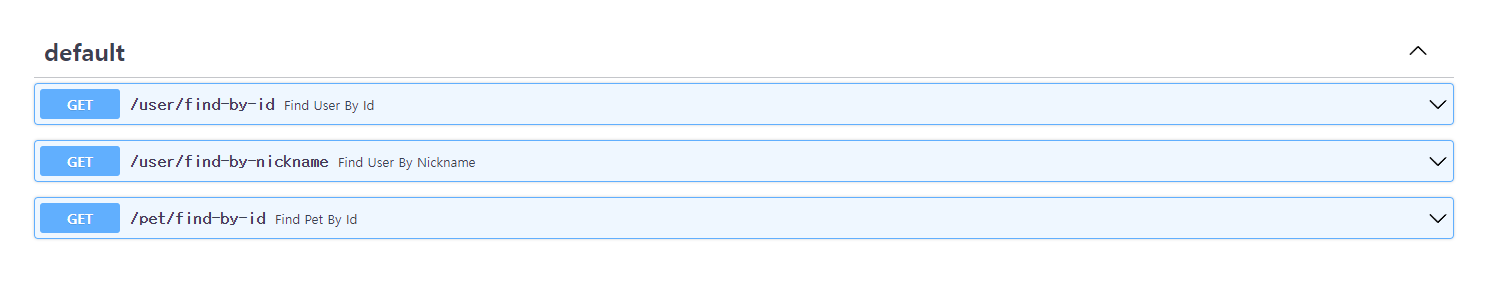 default
GET /user/find-by-id Find User By Id
GET /user/find-by-nickname Find User By Nickname
GET /pet/find-by-id Find Pet By Id